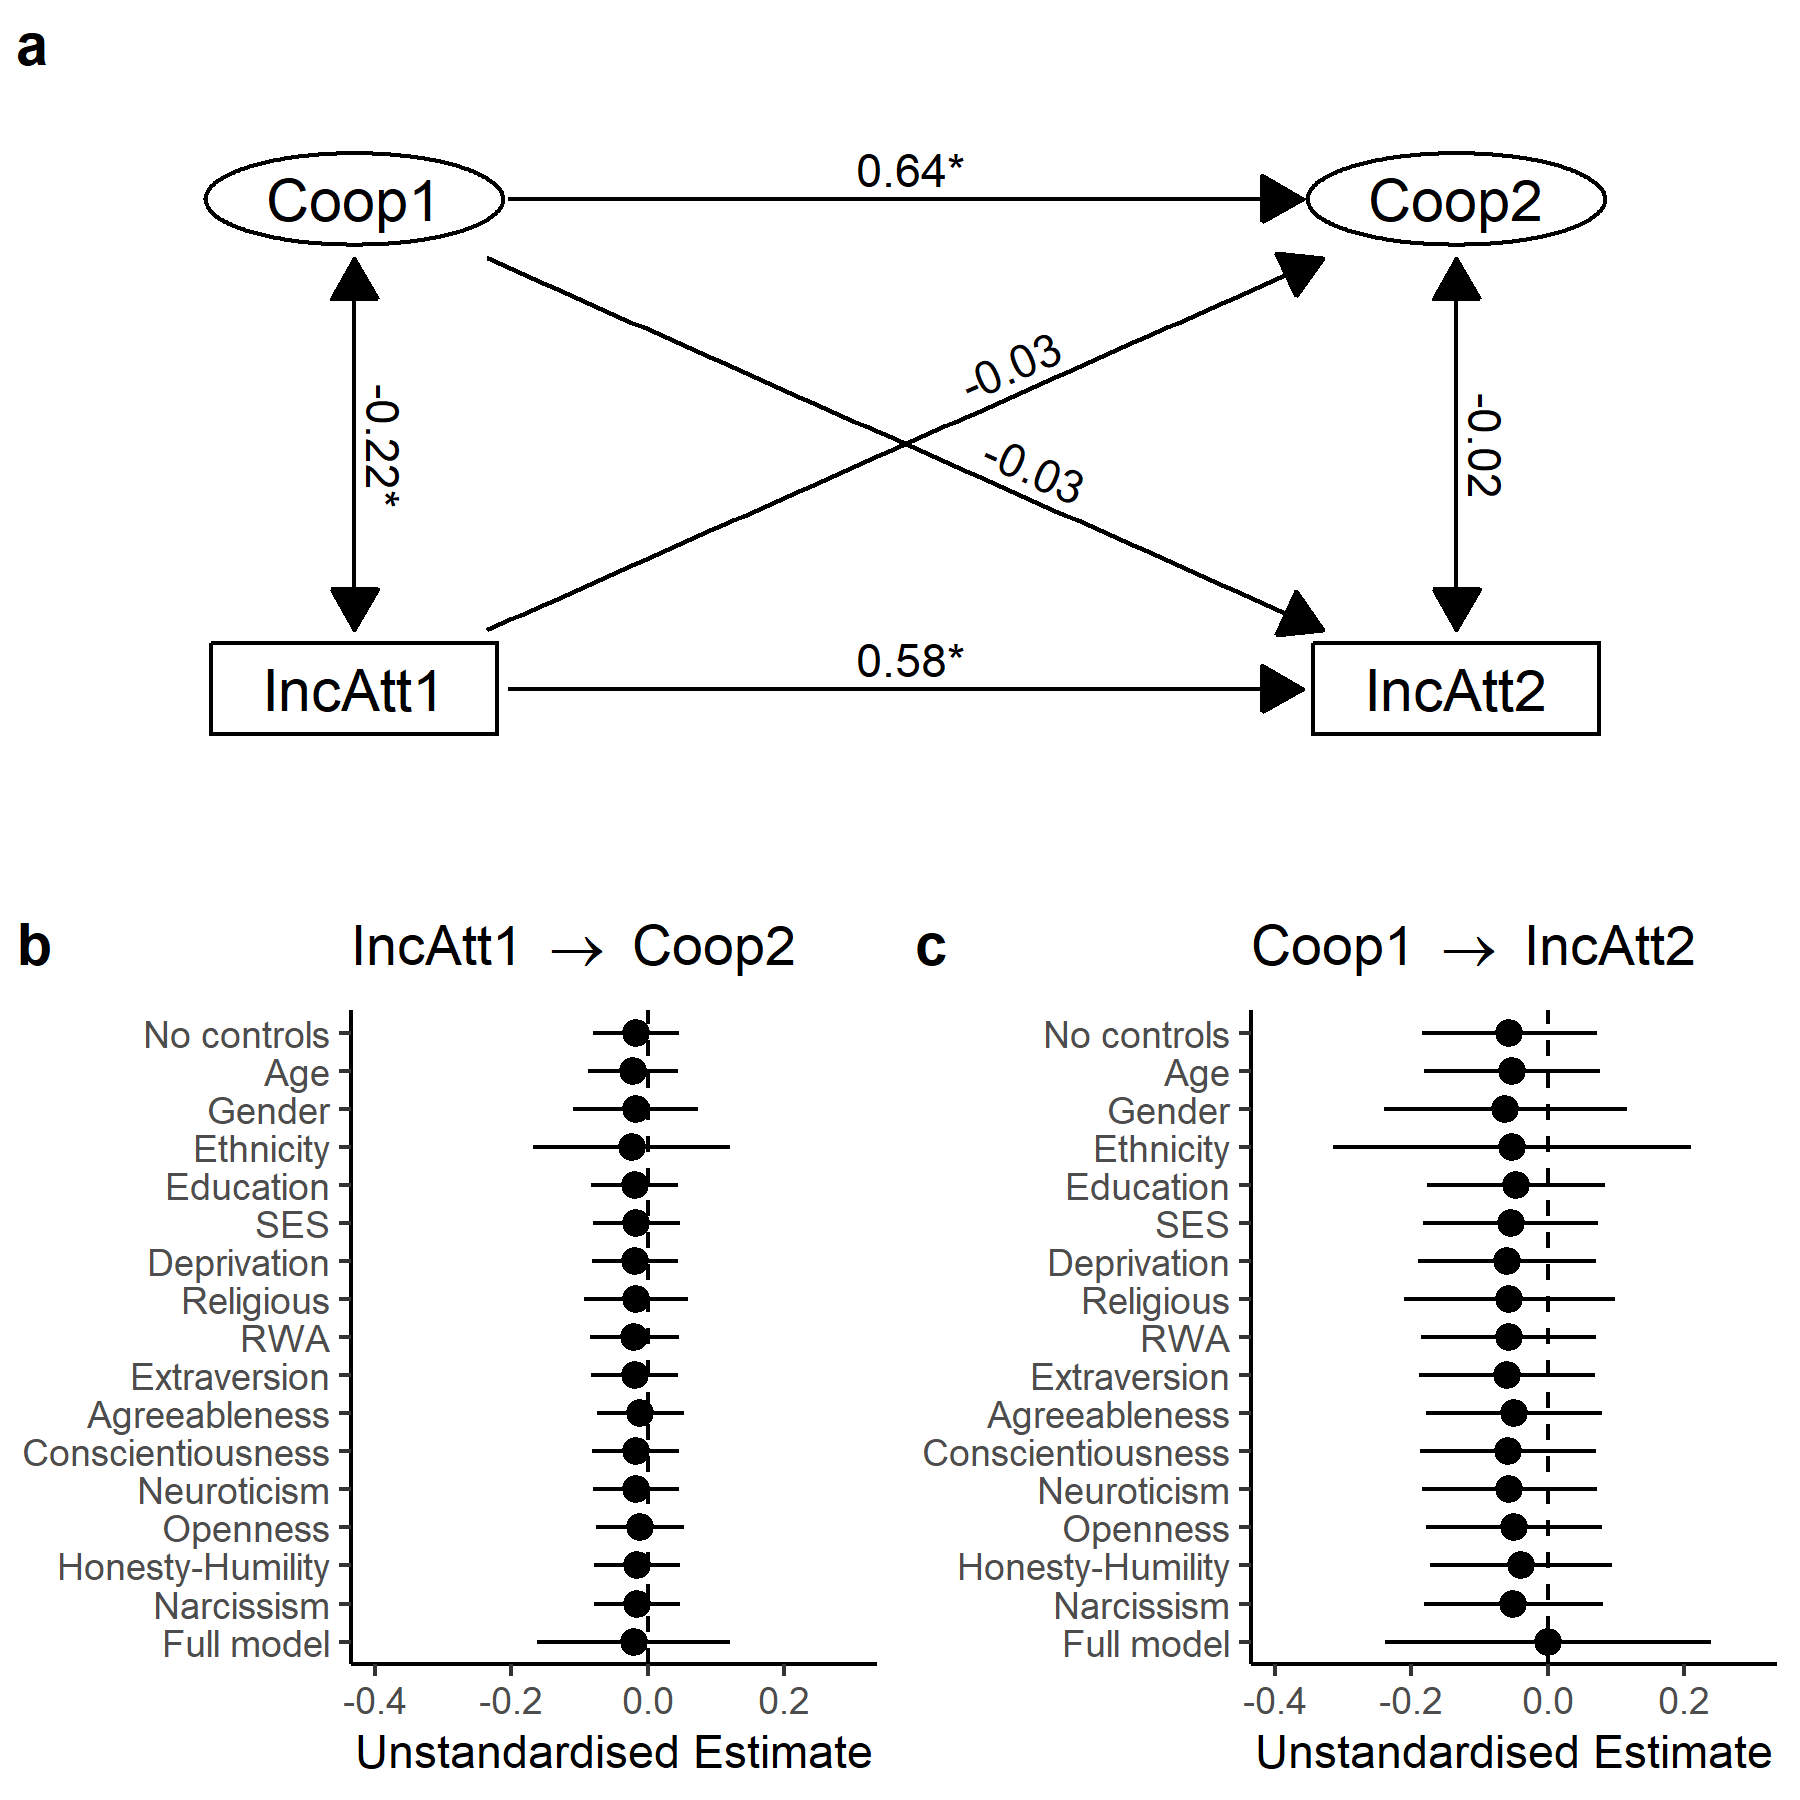 a
0.64*
Coop1
Coop2
-0.03
-0.22*
-0.03
-0.02
0.58*
IncAtt1
IncAtt2
b
IncAtt1 → Coop2
No controls
Age
Gender
Ethnicity
Education
SES
Deprivation
Religious
RWA
Extraversion
Agreeableness
Conscientiousness
Neuroticism
Openness
Honesty-Humility
Narcissism
Full model
-0.4 -0.2 0.0 0.2
Unstandardised Estimate
c
Coop1 → IncAtt2
No controls
Age
Gender
Ethnicity
Education
SES
Deprivation
Religious
RWA
Extraversion
Agreeableness
Conscientiousness
Neuroticism
Openness
Honesty-Humility
Narcissism
Full model
-0.4 -0.2 0.0 0.2
Unstandardised Estimate